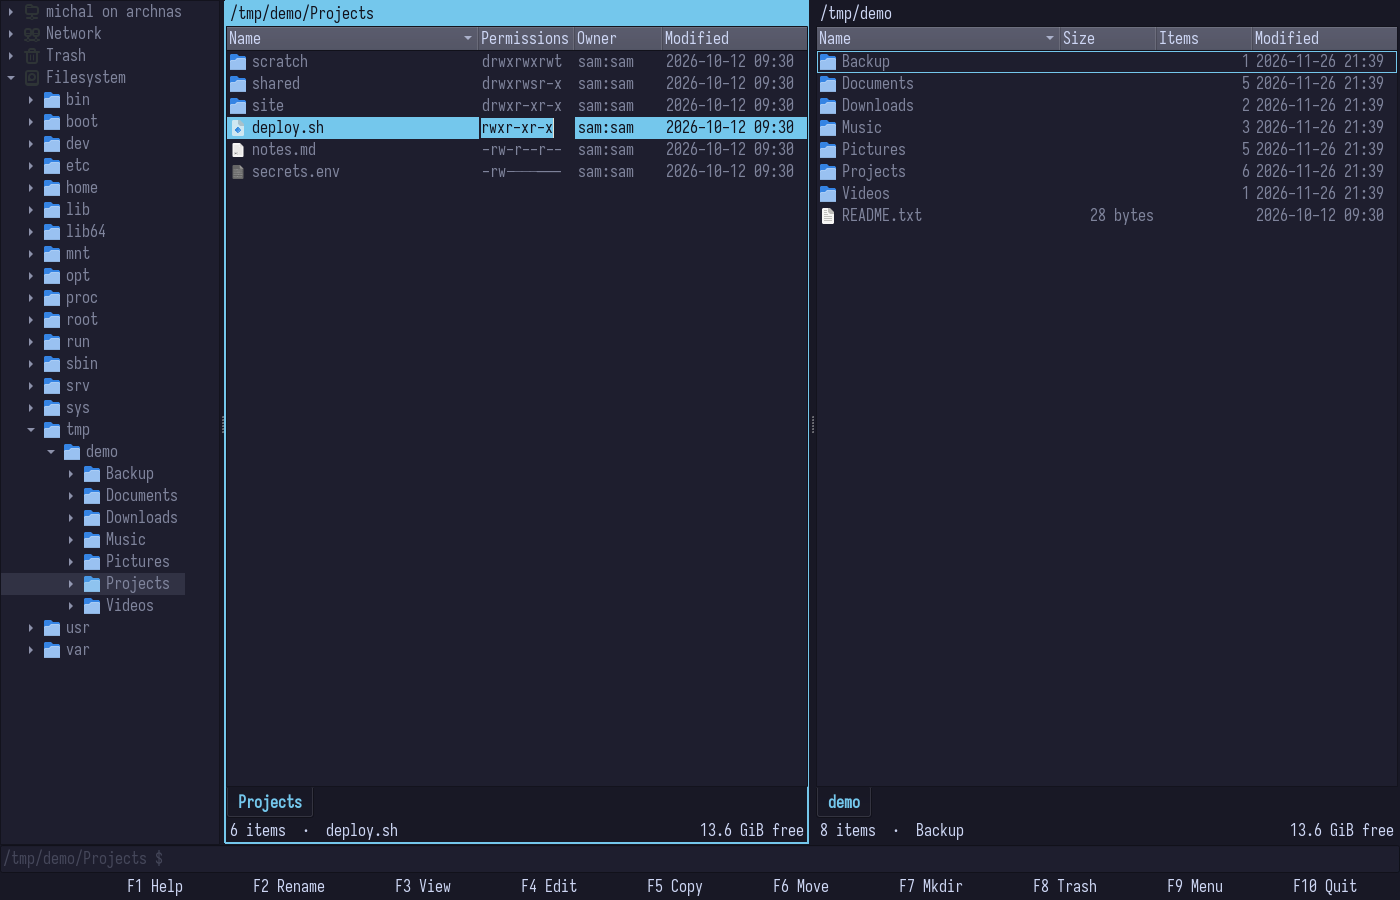 michal on archnas
Network
Trash
Filesystem
bin
boot
dev
etc
home
lib
lib64
mnt
opt
proc
root
run
sbin
srv
sys
tmp
demo
Backup
Documents
Downloads
Music
Pictures
Projects
Videos
usr
var
/tmp/demo/Projects
Name Permissions Owner Modified
scratch drwxrwxrwt sam:sam 2026-10-12 09:30
shared drwxrwsr-x sam:sam 2026-10-12 09:30
site drwxr-xr-x sam:sam 2026-10-12 09:30
deploy.sh rwxr-xr-x sam:sam 2026-10-12 09:30
notes.md -rw-r--r-- sam:sam 2026-10-12 09:30
secrets.env -rw------- sam:sam 2026-10-12 09:30
Projects
6 items · deploy.sh 13.6 GiB free
/tmp/demo
Name Size Items Modified
Backup 1 2026-11-26 21:39
Documents 5 2026-11-26 21:39
Downloads 2 2026-11-26 21:39
Music 3 2026-11-26 21:39
Pictures 5 2026-11-26 21:39
Projects 6 2026-11-26 21:39
Videos 1 2026-11-26 21:39
README.txt 28 bytes 2026-10-12 09:30
demo
8 items · Backup 13.6 GiB free
/tmp/demo/Projects $
F1 Help F2 Rename F3 View F4 Edit F5 Copy F6 Move F7 Mkdir F8 Trash F9 Menu F10 Quit